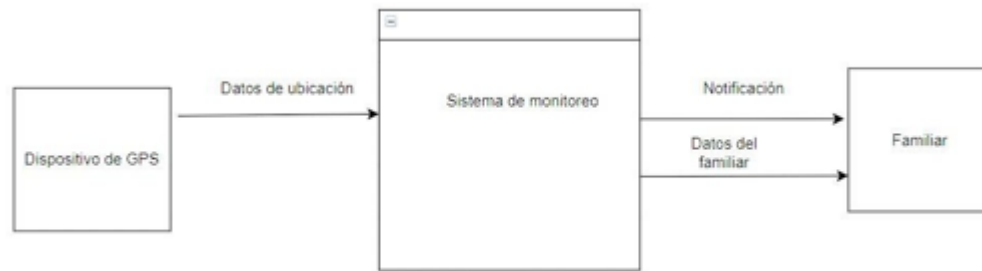 Datos de ubicación
Dispositivo de GPS
Sistema de monitoreo
Notificación
Datos del
familiar
Familiar